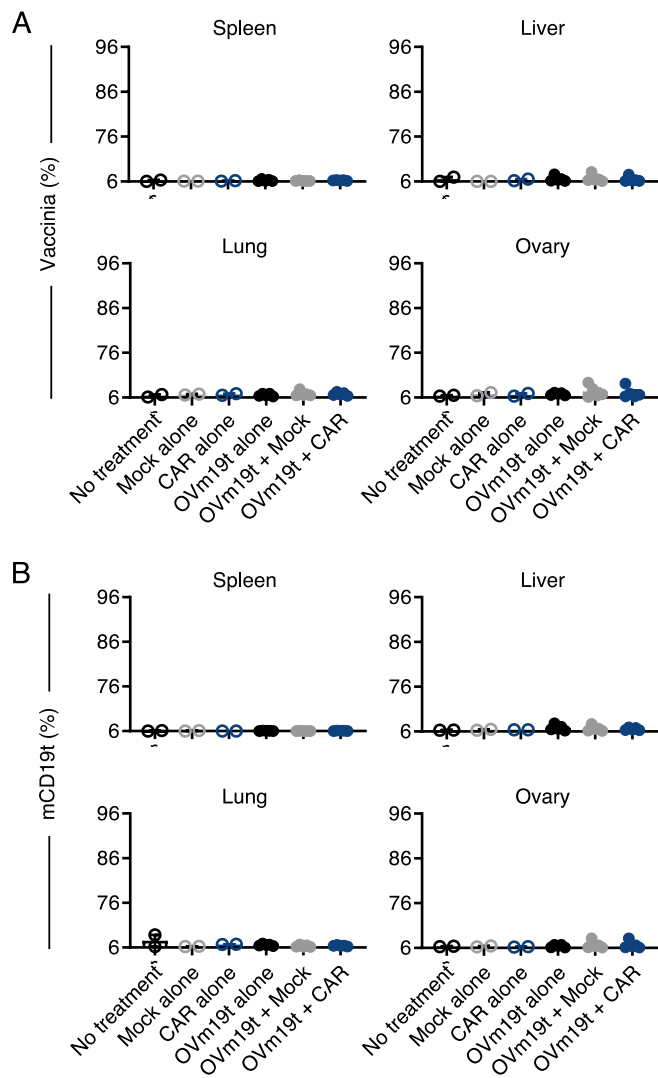 A
Spleen
Liver
96
86
76
6
96
86
76
6
Vaccinia (%)
Lung
Ovary
96
86
76
6
96
86
76
6
No treatment
Mock alone
CAR alone
OVm19t alone
OVm19t + Mock
OVm19t + CAR
No treatment
Mock alone
CAR alone
OVm19t alone
OVm19t + Mock
OVm19t + CAR
B
Spleen
Liver
96
86
76
6
96
86
76
6
mCD19t (%)
Lung
Ovary
96
86
76
6
96
86
76
6
No treatment
Mock alone
CAR alone
OVm19t alone
OVm19t + Mock
OVm19t + CAR
No treatment
Mock alone
CAR alone
OVm19t alone
OVm19t + Mock
OVm19t + CAR